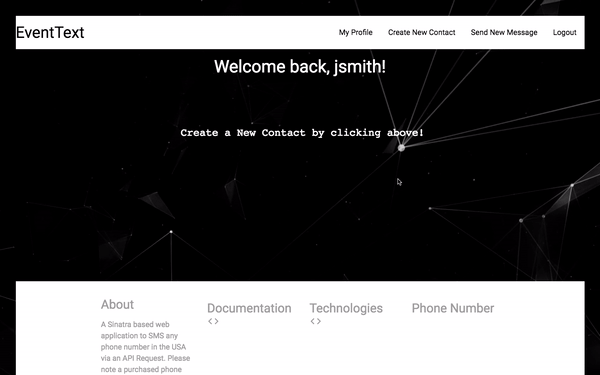 EventText
My Profile Create New Contact Send New Message Logout
Welcome back, jsmith!
Create a New Contact by clicking above!
About
A Sinatra based web
application to SMS any
phone number in the USA
via an API Request. Please
note a purchased phone
Documentation
<>
Technologies
<>
Phone Number